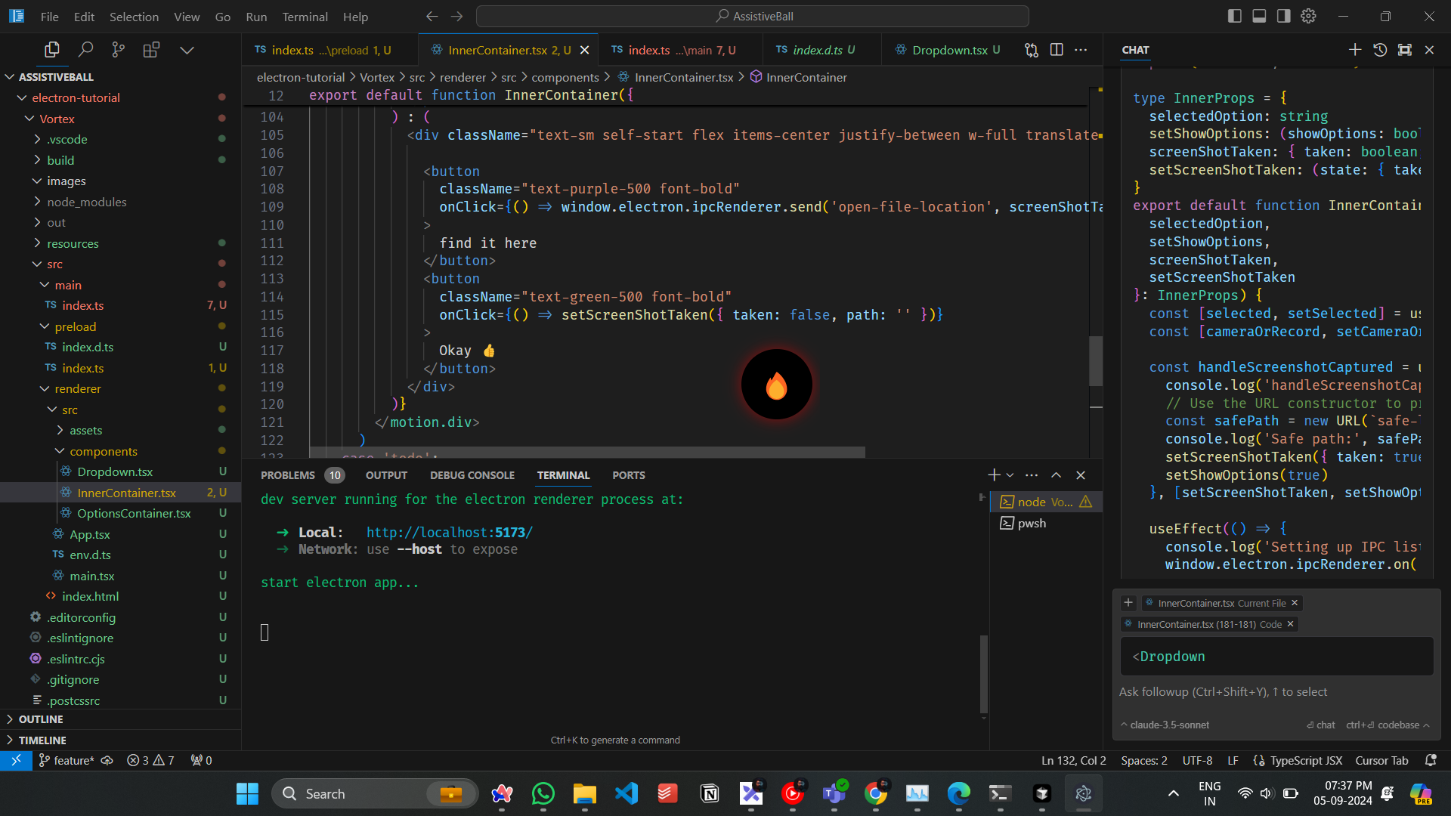 File Edit Selection View Go Run Terminal Help
AssistiveBall
TS index.ts ...\preload 1, U
InnerContainer.tsx 2, U
TS index.ts ...\main 7, U
TS index.d.ts U
Dropdown.tsx U
electron-tutorial > Vortex > src > renderer > src > components > InnerContainer.tsx > InnerContainer
ASSISTIVEBALL
electron-tutorial
Vortex
.vscode
build
images
node_modules
out
resources
src
main
TS index.ts 7, U
preload
TS index.d.ts U
TS index.ts 1, U
renderer
src
assets
components
Dropdown.tsx U
InnerContainer.tsx 2, U
OptionsContainer.tsx U
App.tsx U
TS env.d.ts U
main.tsx U
<> index.html U
.editorconfig U
.eslintignore U
.eslintrc.cjs U
.gitignore U
.postcssrc U
OUTLINE
TIMELINE
12 export default function InnerContainer({
104 ) : (
105 <div className="text-sm self-start flex items-center justify-between w-full translate
106
107 <button
108 className="text-purple-500 font-bold"
109 onClick={() => window.electron.ipcRenderer.send('open-file-location', screenShotTa
110 >
111 find it here
112 </button>
113 <button
114 className="text-green-500 font-bold"
115 onClick={() => setScreenShotTaken({ taken: false, path: '' })}
116 >
117 Okay 👍
118 </button>
119 </div>
120 )}
121 </motion.div>
122 )
PROBLEMS 10 OUTPUT DEBUG CONSOLE TERMINAL PORTS
dev server running for the electron renderer process at:
➜ Local: http://localhost:5173/
➜ Network: use --host to expose
start electron app...
Ctrl+K to generate a command
node Vo...
pwsh
CHAT
type InnerProps = {
selectedOption: string
setShowOptions: (showOptions: bool
screenShotTaken: { taken: boolean
setScreenShotTaken: (state: { take
}
export default function InnerContai
selectedOption,
setShowOptions,
screenShotTaken,
setScreenShotTaken
}: InnerProps) {
const [selected, setSelected] = us
const [cameraOrRecord, setCameraOr
const handleScreenshotCaptured = u
console.log('handleScreenshotCap
// Use the URL constructor to pr
const safePath = new URL(`safe-
console.log('Safe path:', safePa
setScreenShotTaken({ taken: true
setShowOptions(true)
}, [setScreenShotTaken, setShowOpt
useEffect(() => {
console.log('Setting up IPC list
window.electron.ipcRenderer.on(
+ InnerContainer.tsx Current File ×
InnerContainer.tsx (181-181) Code ×
<Dropdown
Ask followup (Ctrl+Shift+Y), ↑ to select
^ claude-3.5-sonnet ⏎ chat ctrl+⏎ codebase
feature* 3 7 0
Ln 132, Col 2 Spaces: 2 UTF-8 LF {} TypeScript JSX Cursor Tab
Search
ENG
IN
07:37 PM
05-09-2024
PRE